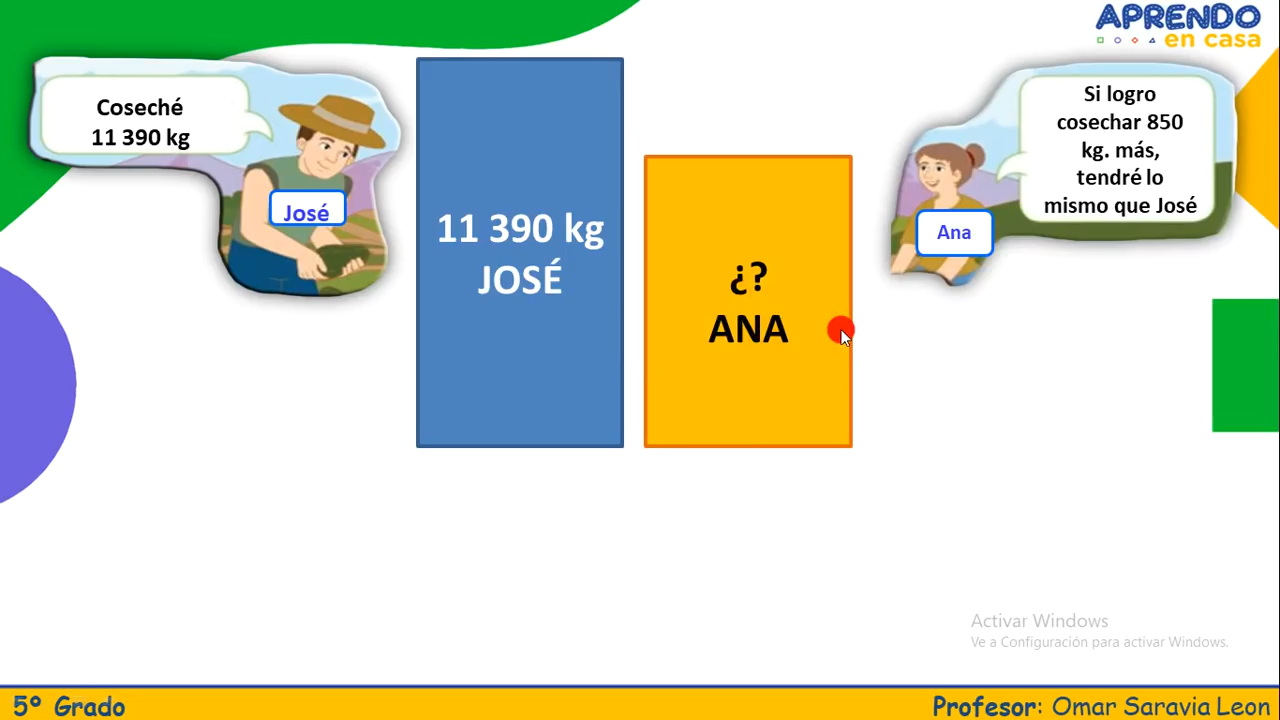 APRENDO
en casa
Coseché
11 390 kg
José
11 390 kg
JOSÉ
¿?
ANA
Si logro
cosechar 850
kg. más,
tendré lo
mismo que José
Ana
Activar Windows
Ve a Configuración para activar Windows.
5º Grado
Profesor: Omar Saravia Leon